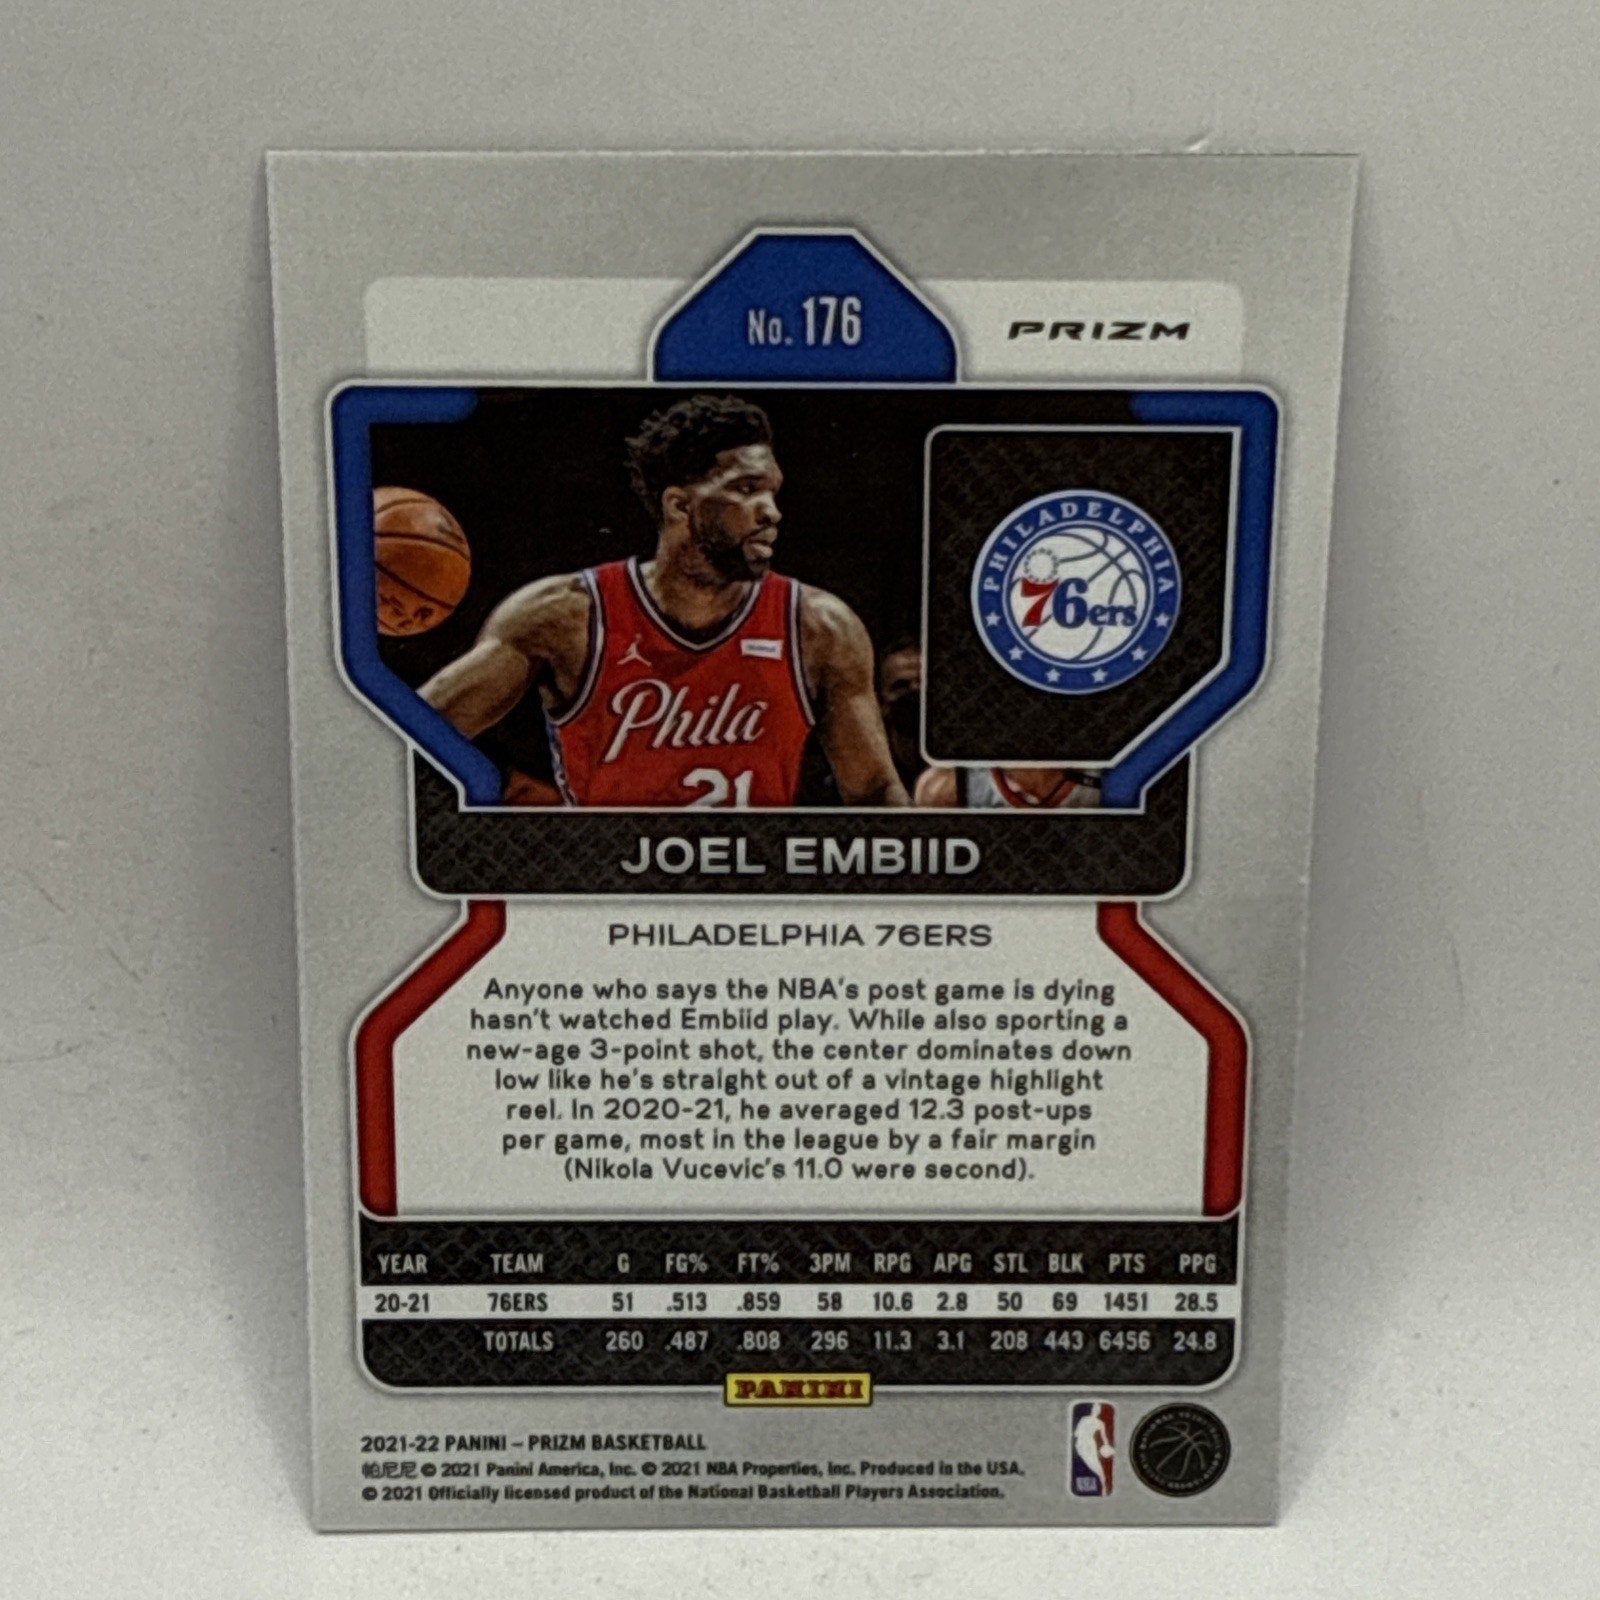 No. 176
PRIZM
PHILADELPHIA
76ers
Phila
21
JOEL EMBIID
PHILADELPHIA 76ERS
Anyone who says the NBA's post game is dying
hasn't watched Embiid play. While also sporting a
new-age 3-point shot, the center dominates down
low like he's straight out of a vintage highlight
reel. In 2020-21, he averaged 12.3 post-ups
per game, most in the league by a fair margin
(Nikola Vucevic's 11.0 were second).
YEAR TEAM G FG% FT% 3PM RPG APG STL BLK PTS PPG
20-21 76ERS 51 .513 .859 58 10.6 2.8 50 69 1451 28.5
TOTALS 260 .487 .808 296 11.3 3.1 208 443 6456 24.8
PANINI
2021-22 PANINI – PRIZM BASKETBALL
帕尼尼 © 2021 Panini America, Inc. © 2021 NBA Properties, Inc. Produced in the USA.
© 2021 Officially licensed product of the National Basketball Players Association.
NBA